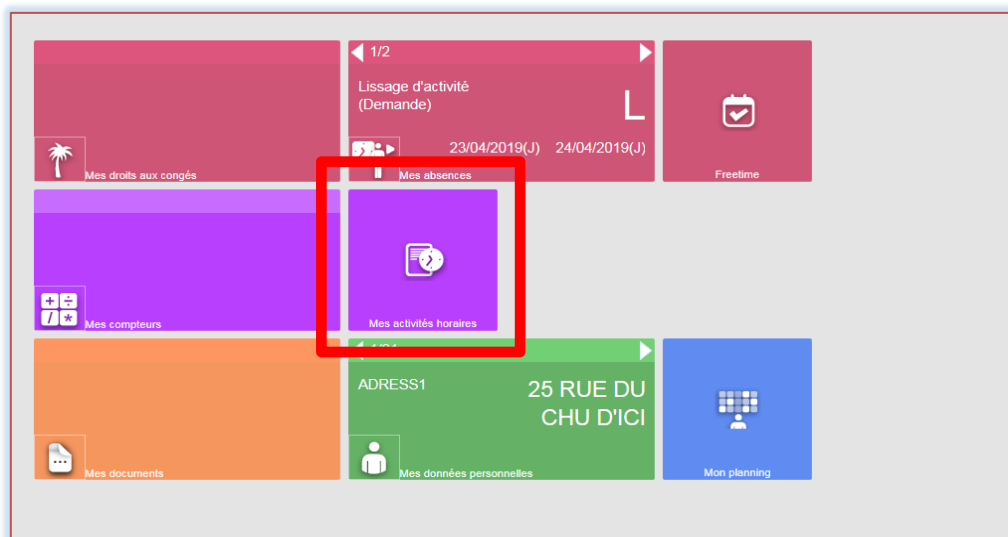 1/2
Lissage d'activité
(Demande)
L
23/04/2019(J) 24/04/2019(J)
Mes droits aux congés
Mes absences
Freetime
Mes compteurs
Mes activités horaires
ADRESS1
25 RUE DU
CHU D'ICI
Mes documents
Mes données personnelles
Mon planning